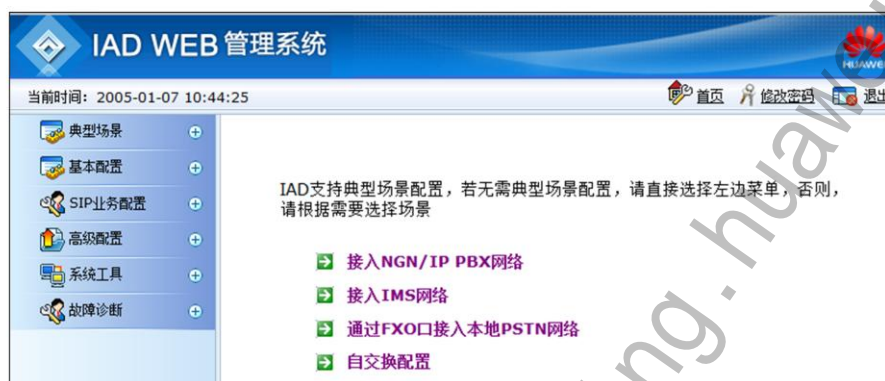 IAD WEB 管理系统
HUAWEI
当前时间: 2005-01-07 10:44:25
首页 修改密码 退出
典型场景
基本配置
SIP业务配置
高级配置
系统工具
故障诊断
IAD支持典型场景配置，若无需典型场景配置，请直接选择左边菜单，否则，
请根据需要选择场景
接入NGN/IP PBX网络
接入IMS网络
通过FXO口接入本地PSTN网络
自交换配置
ng.huawe